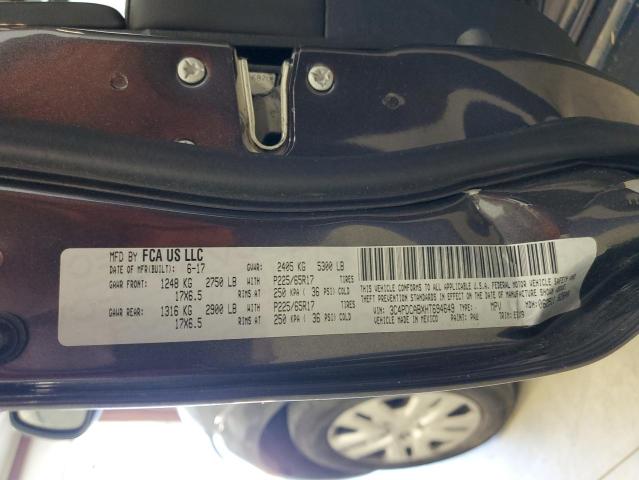 MFD BY FCA US LLC
DATE OF MFR(BUILT): 6-17 GVWR: 2405 KG 5300 LB
GAWR FRONT: 1248 KG 2750 LB WITH P225/65R17 TIRES
17X6.5 RIMS AT 250 KPA ( 36 PSI) COLD
GAWR REAR: 1316 KG 2900 LB WITH P225/65R17 TIRES
17X6.5 RIMS AT 250 KPA ( 36 PSI) COLD
THIS VEHICLE CONFORMS TO ALL APPLICABLE U.S.A. FEDERAL MOTOR VEHICLE SAFETY AND
THEFT PREVENTION STANDARDS IN EFFECT ON THE DATE OF MANUFACTURE SHOWN ABOVE.
VIN: 3C4PDCABXHT694649 TYPE: MPV MDH:
VEHICLE MADE IN MEXICO PAINT: PAU TRIM: